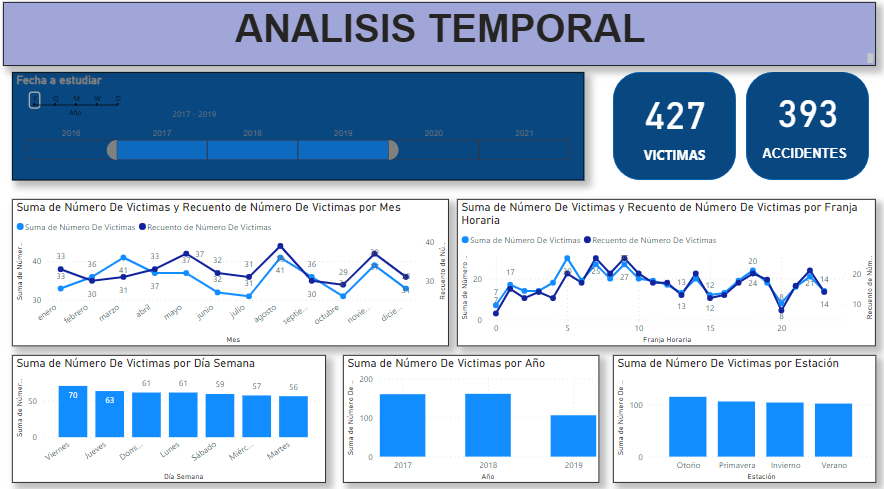 ANALISIS TEMPORAL
Fecha a estudiar
Q M W D
Año
2017 - 2019
2016 2017 2018 2019 2020 2021
427
VICTIMAS
393
ACCIDENTES
Suma de Número De Victimas y Recuento de Número De Victimas por Mes
Suma de Número De Victimas Recuento de Número De Victimas
Suma de Númer...
40
30
33 36 41 33 37 32 31 36 29
33 30 31 37 37 32 31 41 30 31
40
30
Recuento de Nú...
enero febrero marzo abril mayo junio julio agosto septie... octubre novie... dicie...
Mes
Suma de Número De Victimas y Recuento de Número De Victimas por Franja
Horaria
Suma de Número De Victimas Recuento de Número De Victimas
Suma de Número ...
20
0
7 17 25 27 13 12 20 14
7 13 12 24 8 21 14
20
10
Recuento de Núm...
0 5 10 15 20
Franja Horaria
Suma de Número De Victimas por Día Semana
Suma de Númer...
50
0
70 63 61 61 59 57 56
Viernes Jueves Domi... Lunes Sábado Miérc... Martes
Día Semana
Suma de Número De Victimas por Año
Suma de Número De ...
200
100
0
2017 2018 2019
Año
Suma de Número De Victimas por Estación
Suma de Número De ...
100
0
Otoño Primavera Invierno Verano
Estación